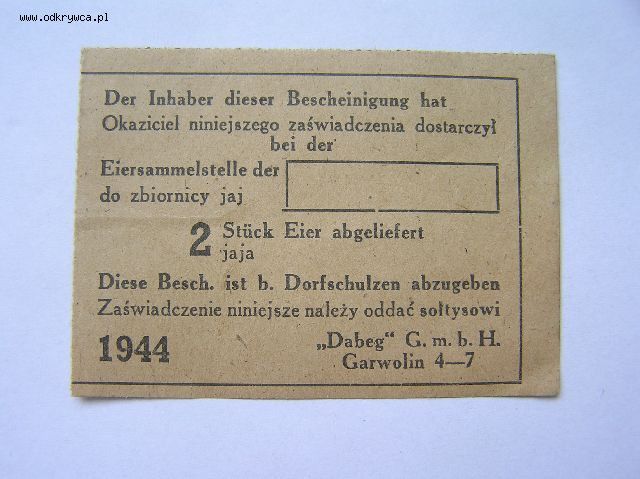 www.odkrywca.pl
Der Inhaber dieser Bescheinigung hat
Okaziciel niniejszego zaświadczenia dostarczył
bei der
Eiersammelstelle der
do zbiornicy jaj
2 Stück Eier abgeliefert
jaja
Diese Besch. ist b. Dorfschulzen abzugeben
Zaświadczenie niniejsze należy oddać sołtysowi
1944 „Dabeg" G. m. b. H.
Garwolin 4—7